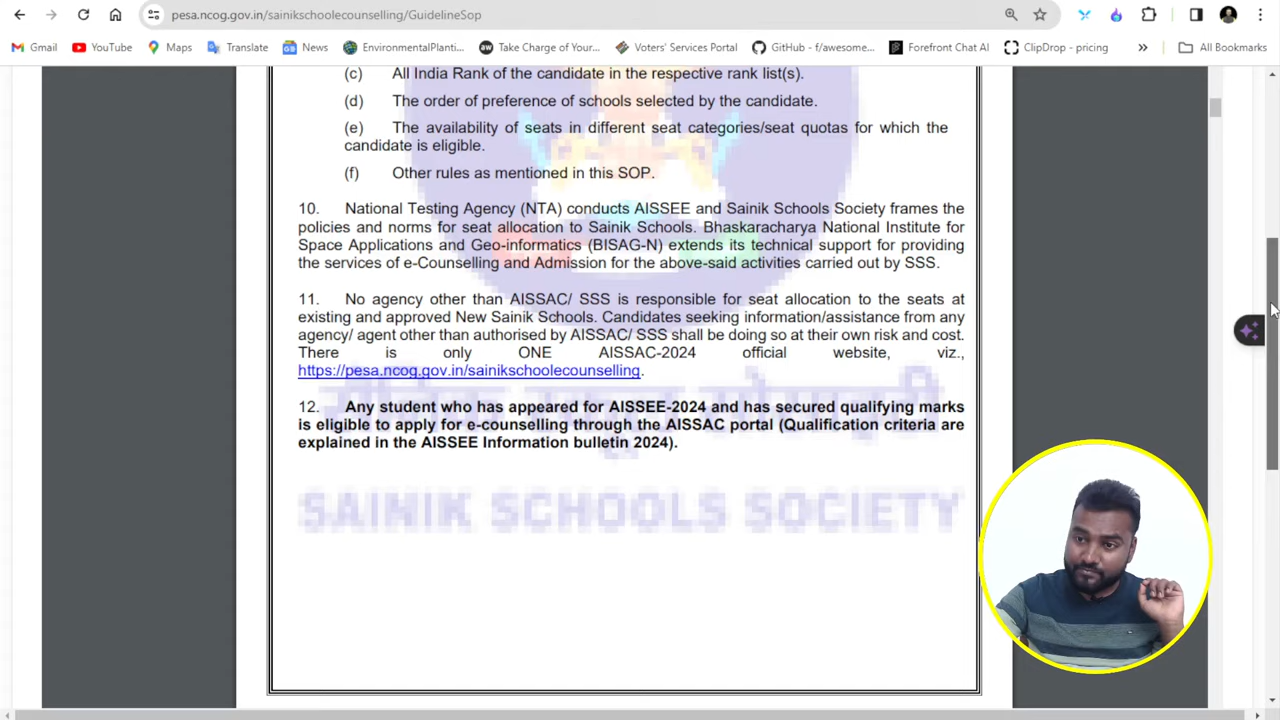 pesa.ncog.gov.in/sainikschoolecounselling/GuidelineSop
Gmail YouTube Maps Translate News EnvironmentalPlanti... Take Charge of Your... Voters' Services Portal GitHub - f/awesome... Forefront Chat AI ClipDrop - pricing » All Bookmarks
(c) All India Rank of the candidate in the respective rank list(s).
(d) The order of preference of schools selected by the candidate.
(e) The availability of seats in different seat categories/seat quotas for which the
candidate is eligible.
(f) Other rules as mentioned in this SOP.
10. National Testing Agency (NTA) conducts AISSEE and Sainik Schools Society frames the
policies and norms for seat allocation to Sainik Schools. Bhaskaracharya National Institute for
Space Applications and Geo-informatics (BISAG-N) extends its technical support for providing
the services of e-Counselling and Admission for the above-said activities carried out by SSS.
11. No agency other than AISSAC/ SSS is responsible for seat allocation to the seats at
existing and approved New Sainik Schools. Candidates seeking information/assistance from any
agency/ agent other than authorised by AISSAC/ SSS shall be doing so at their own risk and cost.
There is only ONE AISSAC-2024 official website, viz.,
https://pesa.ncog.gov.in/sainikschoolecounselling.
12. Any student who has appeared for AISSEE-2024 and has secured qualifying marks
is eligible to apply for e-counselling through the AISSAC portal (Qualification criteria are
explained in the AISSEE Information bulletin 2024).
SAINIK SCHOOLS SOCIETY